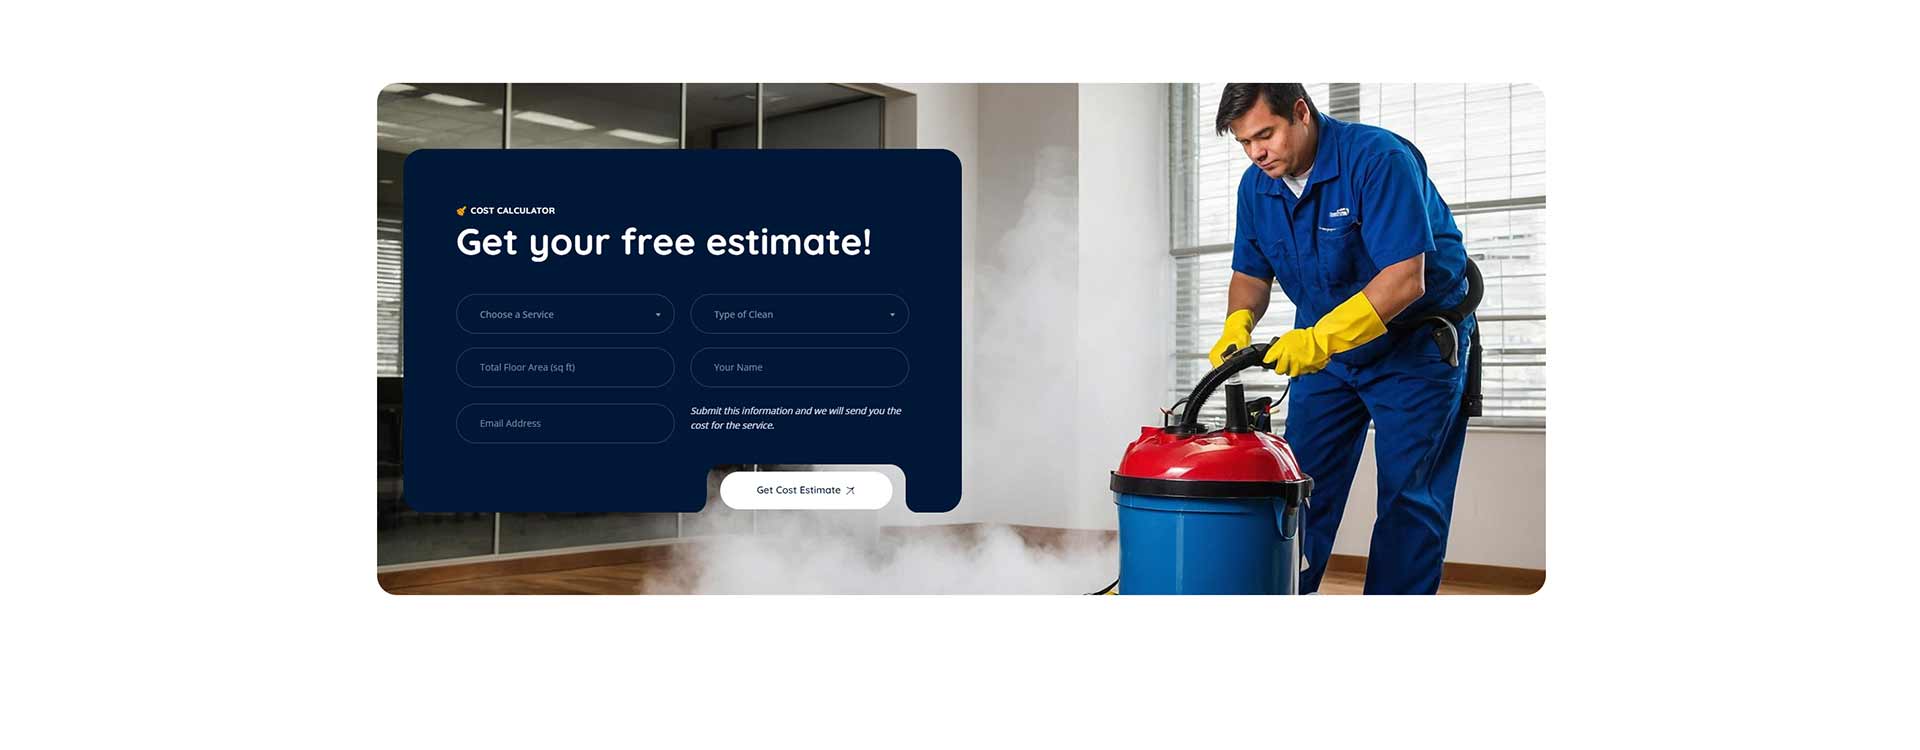 COST CALCULATOR
Get your free estimate!
Choose a Service
Type of Clean
Total Floor Area (sq ft)
Your Name
Email Address
Submit this information and we will send you the
cost for the service.
Get Cost Estimate